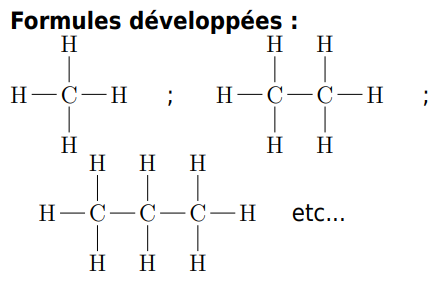 Formules développées :
H H H
H—C—H ; H—C—C—H ;
H H H
H H H
H—C—C—C—H etc...
H H H